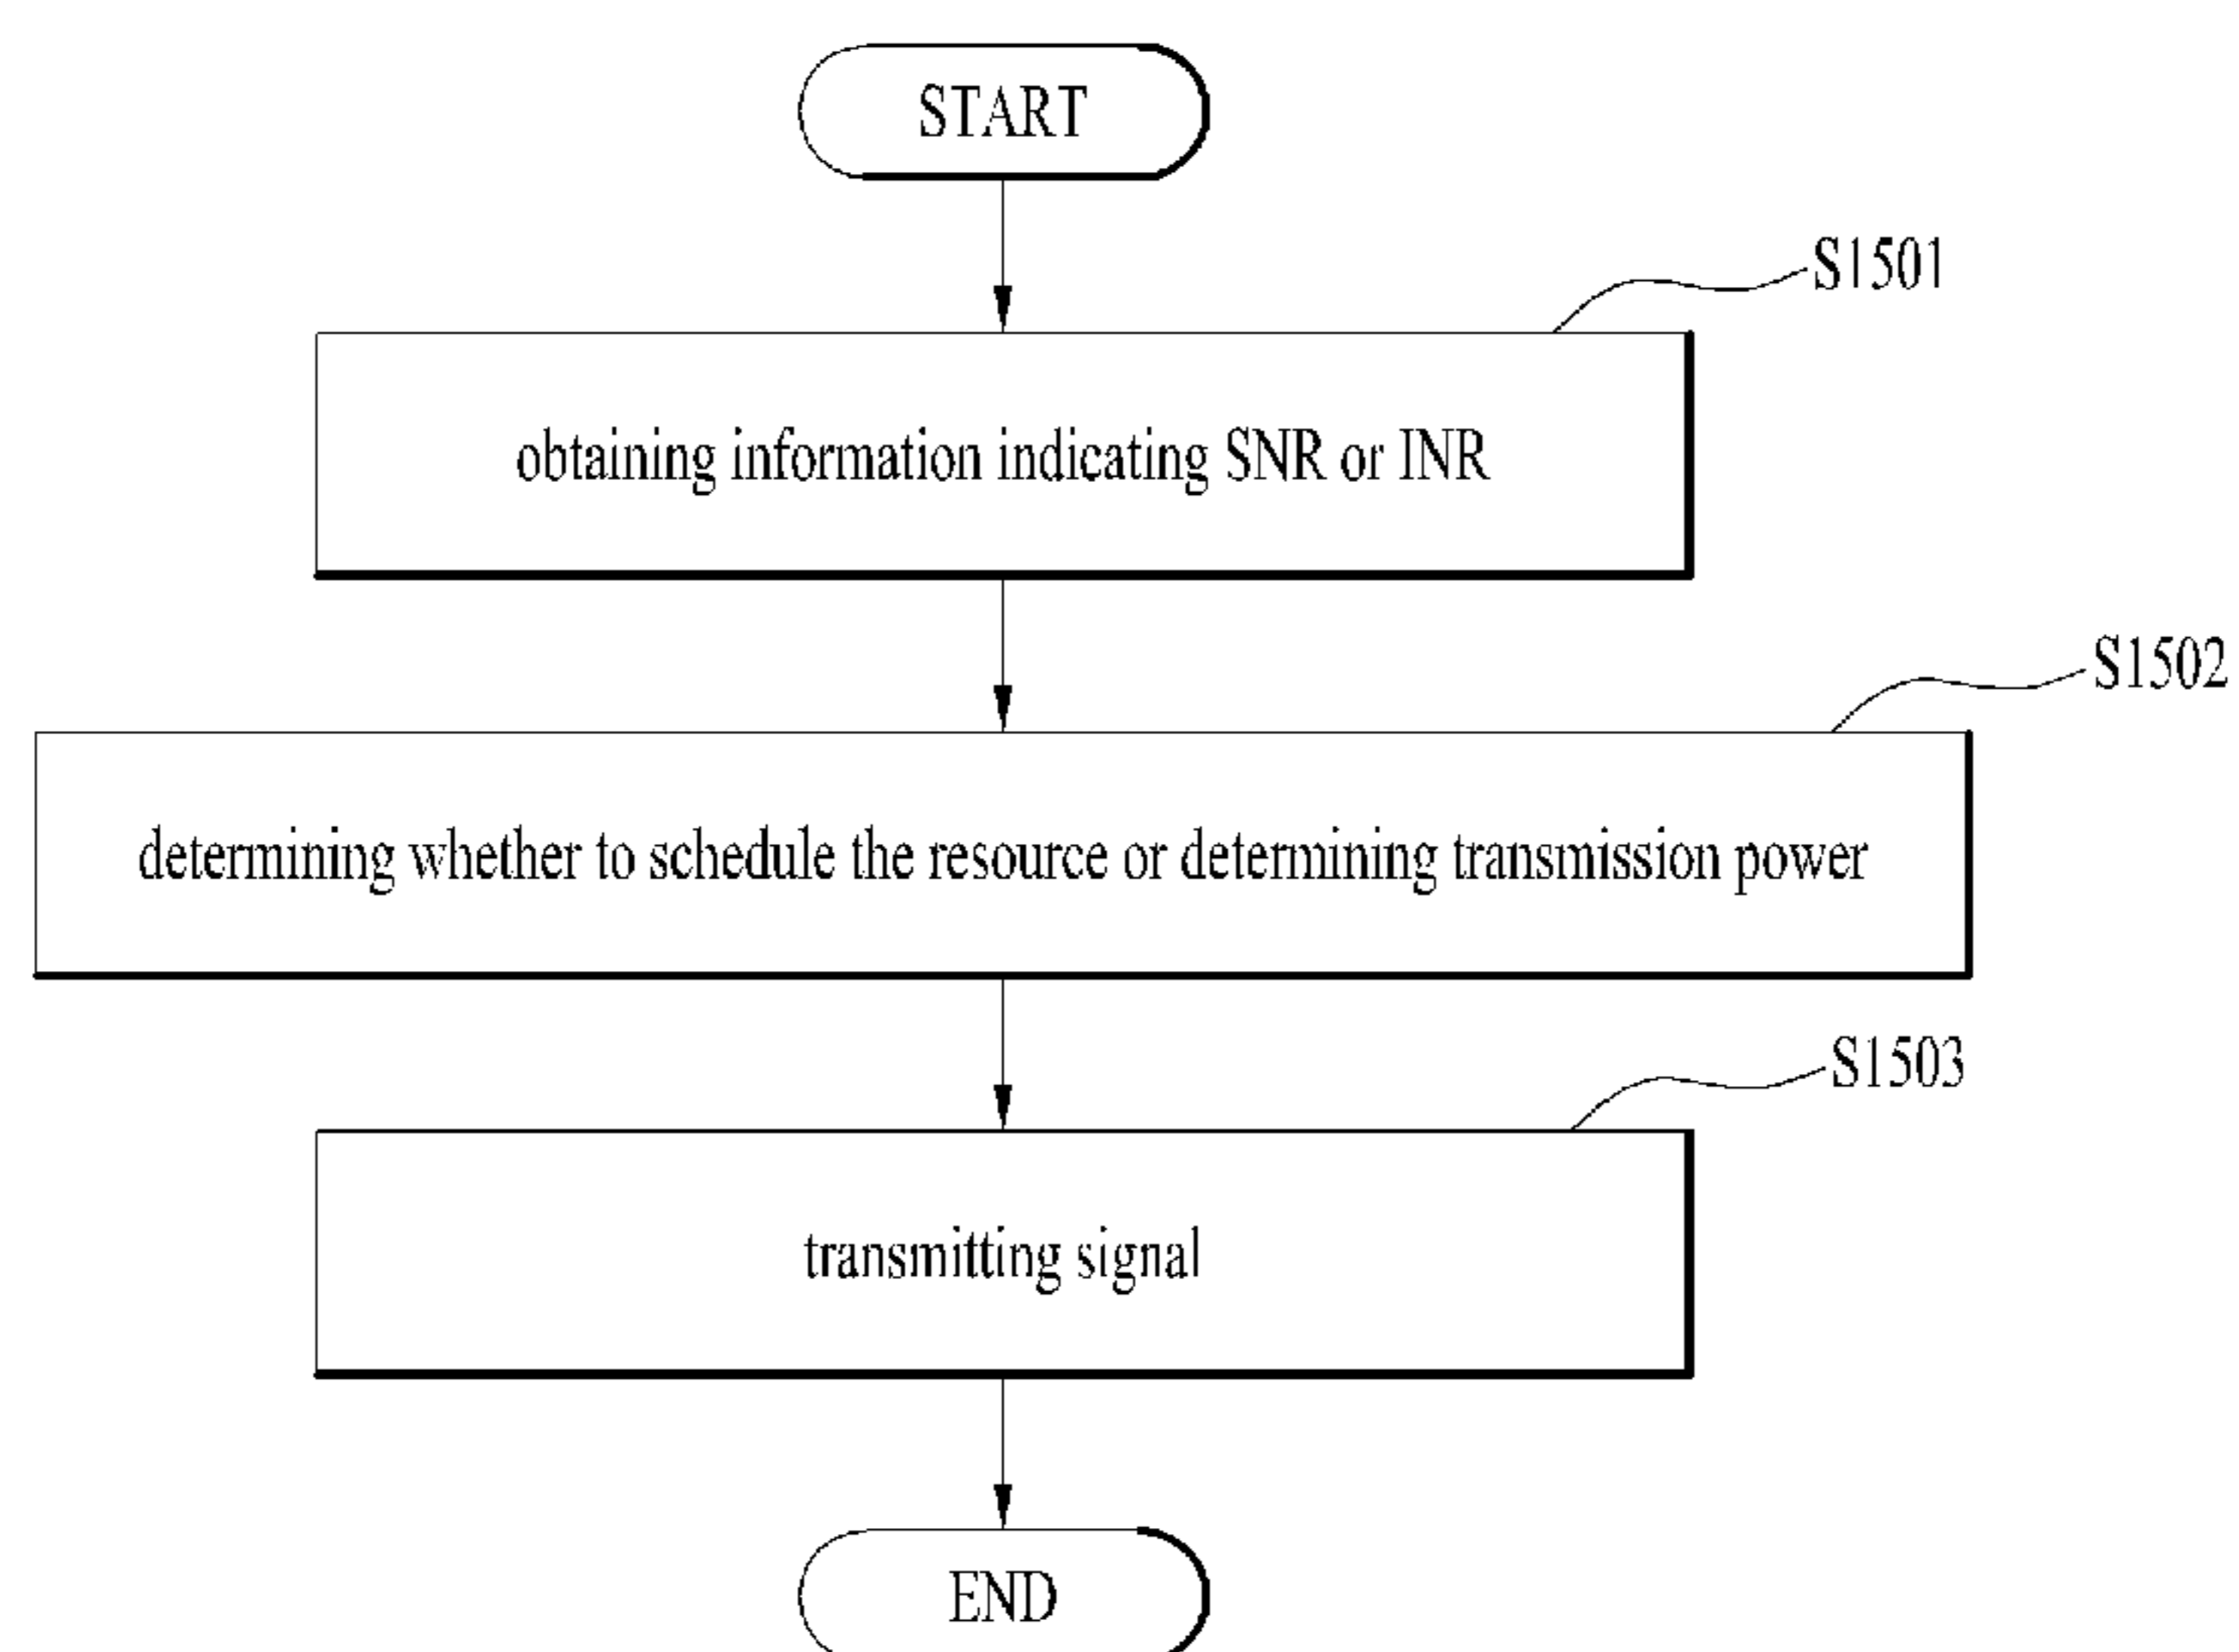 START
S1501
obtaining information indicating SNR or INR
S1502
determining whether to schedule the resource or determining transmission power
S1503
transmitting signal
END